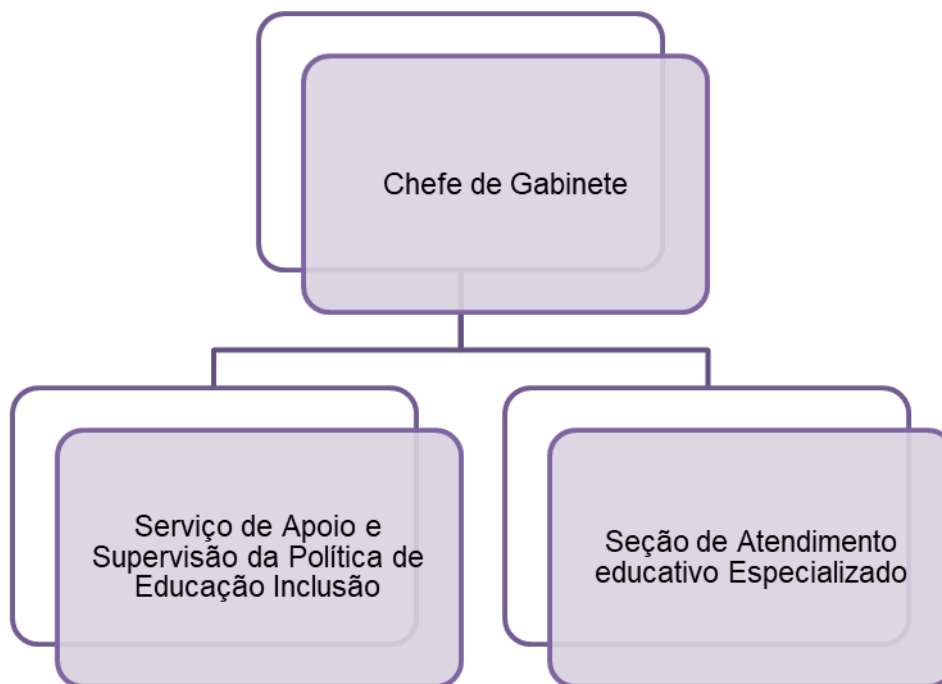 Chefe de Gabinete
Serviço de Apoio e
Supervisão da Política de
Educação Inclusão
Seção de Atendimento
educativo Especializado